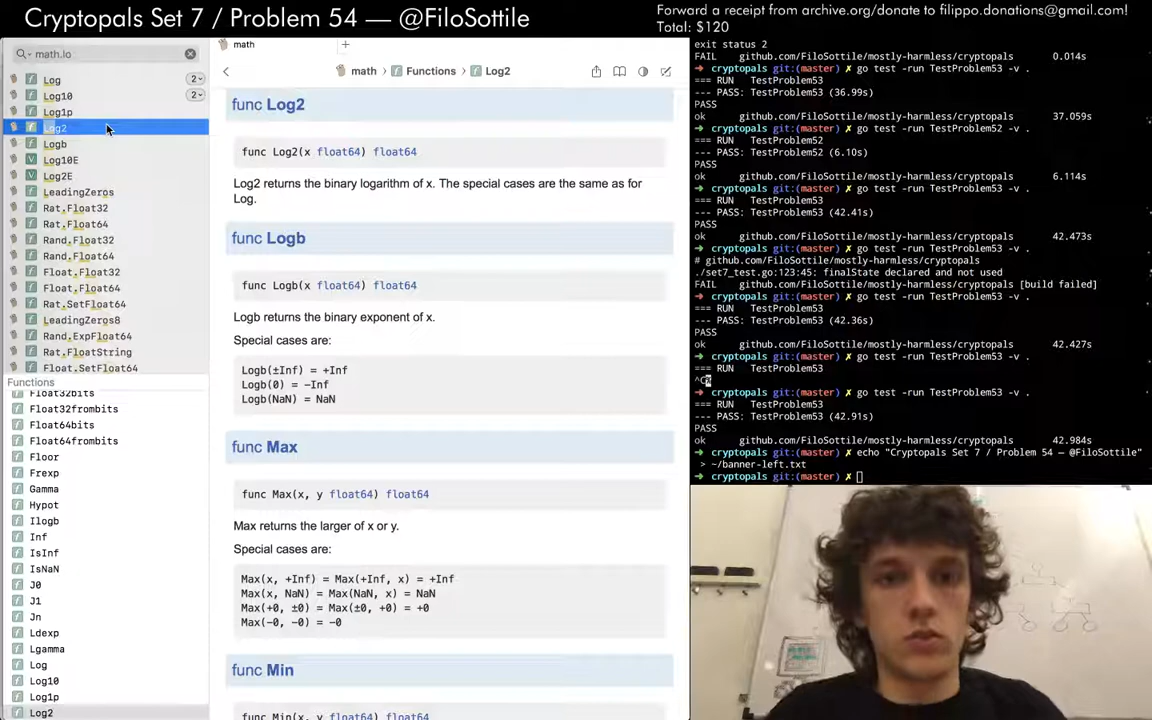 Cryptopals Set 7 / Problem 54 — @FiloSottile
Forward a receipt from archive.org/donate to filippo.donations@gmail.com!
Total: $120
math.lo
Log
2
Log10
2
Log1p
Log2
Logb
Log10E
Log2E
LeadingZeros
Rat.Float32
Rat.Float64
Rand.Float32
Rand.Float64
Float.Float32
Float.Float64
Rat.SetFloat64
LeadingZeros8
Rand.ExpFloat64
Rat.FloatString
Float.SetFloat64
Functions
Float32bits
Float32frombits
Float64bits
Float64frombits
Floor
Frexp
Gamma
Hypot
Ilogb
Inf
IsInf
IsNaN
J0
J1
Jn
Ldexp
Lgamma
Log
Log10
Log1p
Log2
math
math > Functions > Log2
func Log2
func Log2(x float64) float64
Log2 returns the binary logarithm of x. The special cases are the same as for
Log.
func Logb
func Logb(x float64) float64
Logb returns the binary exponent of x.
Special cases are:
Logb(±Inf) = +Inf
Logb(0) = -Inf
Logb(NaN) = NaN
func Max
func Max(x, y float64) float64
Max returns the larger of x or y.
Special cases are:
Max(x, +Inf) = Max(+Inf, x) = +Inf
Max(x, NaN) = Max(NaN, x) = NaN
Max(+0, ±0) = Max(±0, +0) = +0
Max(-0, -0) = -0
func Min
func Min(x, y float64) float64
exit status 2
FAIL github.com/FiloSottile/mostly-harmless/cryptopals 0.014s
➜ cryptopals git:(master) ✗ go test -run TestProblem53 -v .
=== RUN TestProblem53
--- PASS: TestProblem53 (36.99s)
PASS
ok github.com/FiloSottile/mostly-harmless/cryptopals 37.059s
➜ cryptopals git:(master) ✗ go test -run TestProblem52 -v .
=== RUN TestProblem52
--- PASS: TestProblem52 (6.10s)
PASS
ok github.com/FiloSottile/mostly-harmless/cryptopals 6.114s
➜ cryptopals git:(master) ✗ go test -run TestProblem53 -v .
=== RUN TestProblem53
--- PASS: TestProblem53 (42.41s)
PASS
ok github.com/FiloSottile/mostly-harmless/cryptopals 42.473s
➜ cryptopals git:(master) ✗ go test -run TestProblem53 -v .
# github.com/FiloSottile/mostly-harmless/cryptopals
./set7_test.go:123:45: finalState declared and not used
FAIL github.com/FiloSottile/mostly-harmless/cryptopals [build failed]
➜ cryptopals git:(master) ✗ go test -run TestProblem53 -v .
=== RUN TestProblem53
--- PASS: TestProblem53 (42.36s)
PASS
ok github.com/FiloSottile/mostly-harmless/cryptopals 42.427s
➜ cryptopals git:(master) ✗ go test -run TestProblem53 -v .
=== RUN TestProblem53
➜ cryptopals git:(master) ✗ go test -run TestProblem53 -v .
=== RUN TestProblem53
--- PASS: TestProblem53 (42.91s)
PASS
ok github.com/FiloSottile/mostly-harmless/cryptopals 42.984s
➜ cryptopals git:(master) ✗ echo "Cryptopals Set 7 / Problem 54 — @FiloSottile"
> ~/banner-left.txt
➜ cryptopals git:(master) ✗